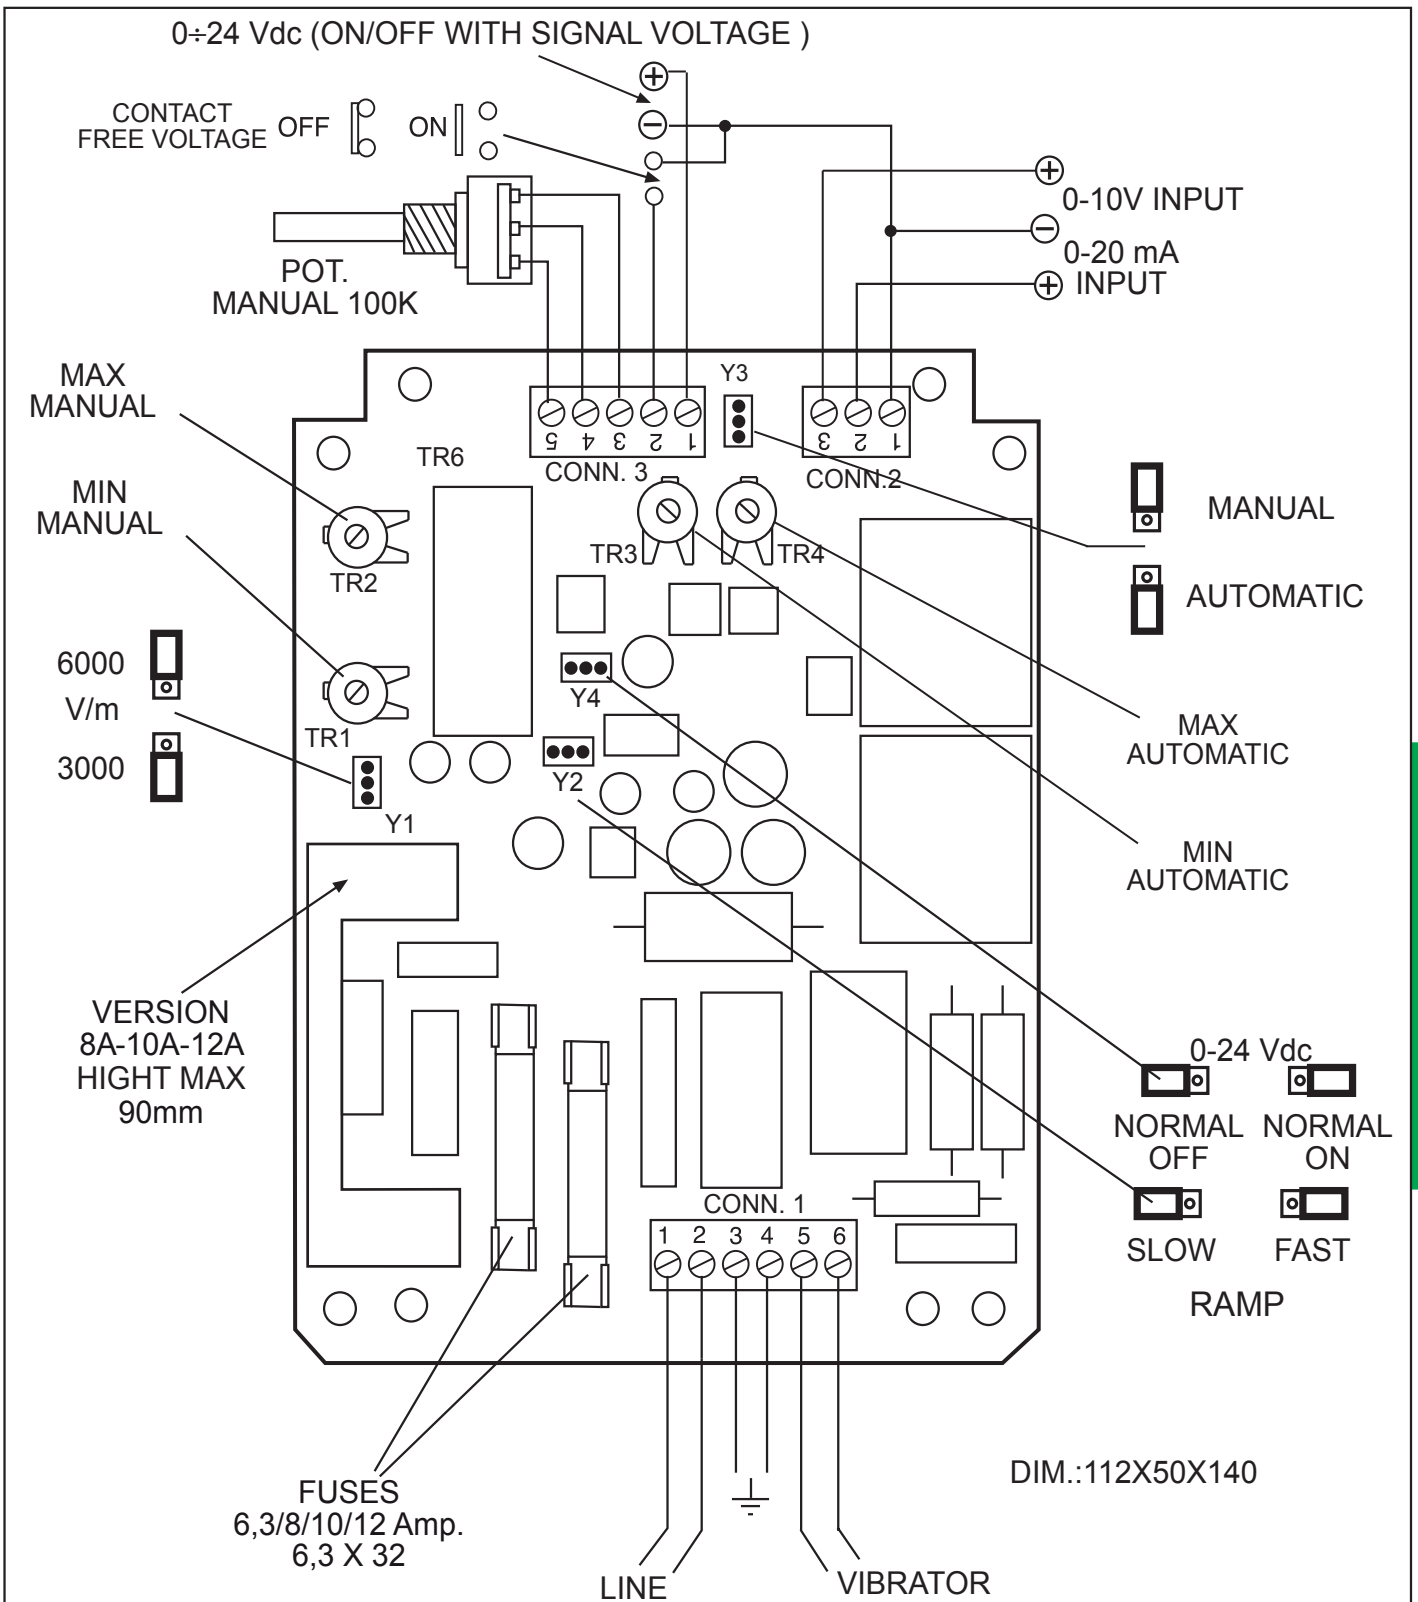 0÷24 Vdc (ON/OFF WITH SIGNAL VOLTAGE )
CONTACT
FREE VOLTAGE
OFF
ON
0-10V INPUT
0-20 mA
INPUT
POT.
MANUAL 100K
MAX
MANUAL
MIN
MANUAL
Y3
5 4 3 2 1
CONN. 3
3 2 1
CONN.2
TR6
TR2
TR3
TR4
MANUAL
AUTOMATIC
6000
V/m
3000
TR1
Y4
Y2
Y1
MAX
AUTOMATIC
MIN
AUTOMATIC
VERSION
8A-10A-12A
HIGHT MAX
90mm
0-24 Vdc
NORMAL
OFF
NORMAL
ON
SLOW
FAST
RAMP
CONN. 1
1 2 3 4 5 6
FUSES
6,3/8/10/12 Amp.
6,3 X 32
DIM.:112X50X140
LINE
VIBRATOR